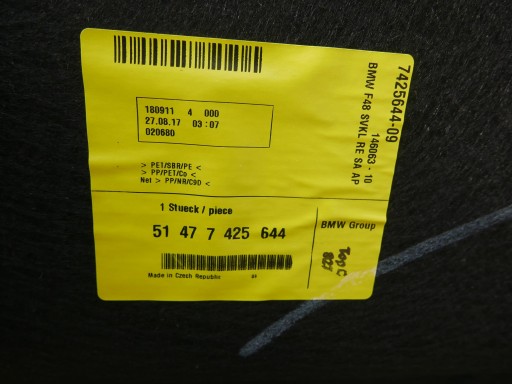 180911 4 000
27.08.17 03:07
020680
> PET/SBR/PE <
> PP/PET/Co <
Net > PP/NR/C9D <
1 Stueck / piece
51 47 7 425 644
Made in Czech Republic
7425644-09
146063 - 10
BMW F48 SVKL RE SA AP
BMW Group